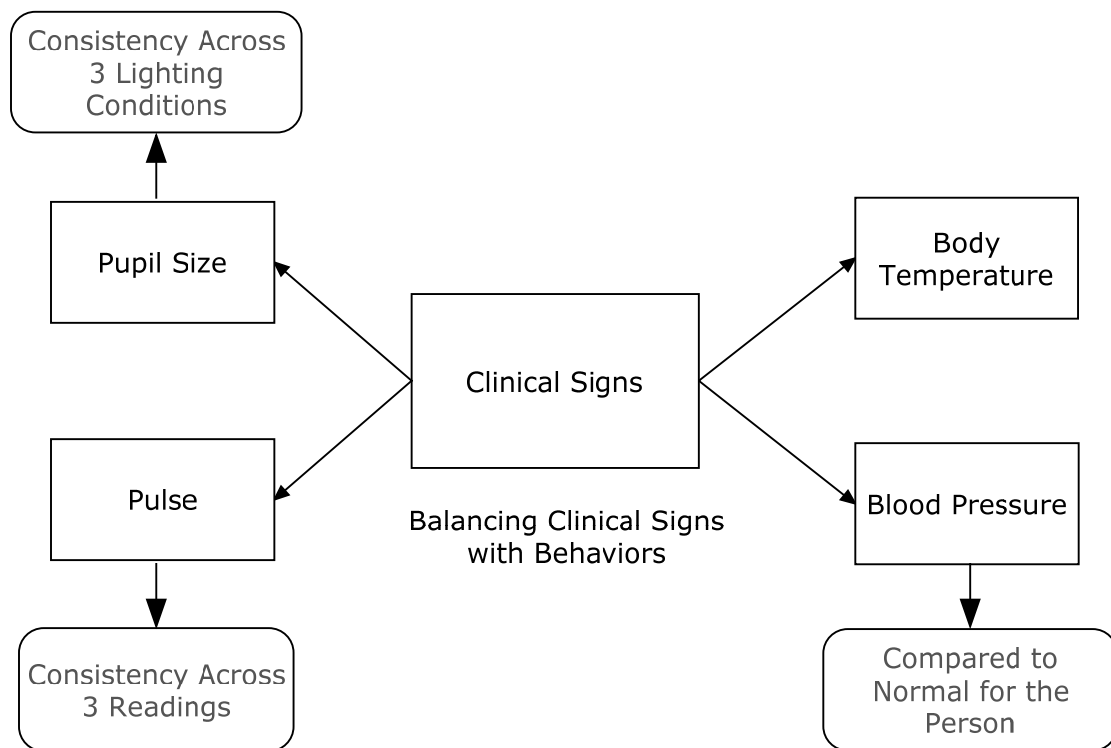 Consistency Across
3 Lighting
Conditions
Pupil Size
Body
Temperature
Clinical Signs
Pulse
Blood Pressure
Balancing Clinical Signs
with Behaviors
Consistency Across
3 Readings
Compared to
Normal for the
Person